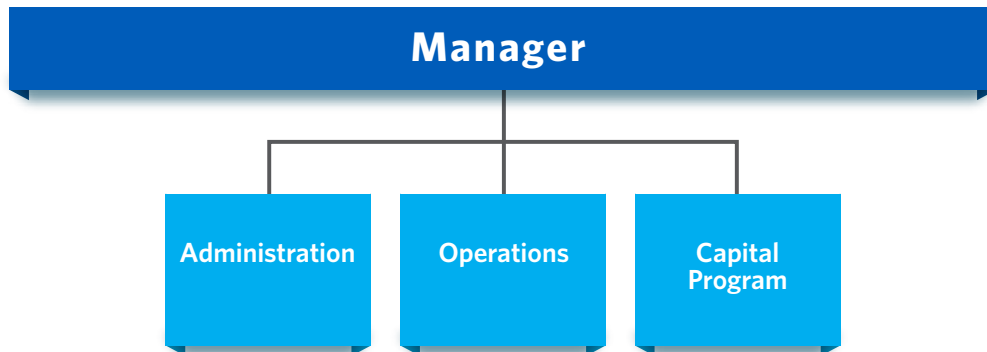 Manager
Administration
Operations
Capital
Program